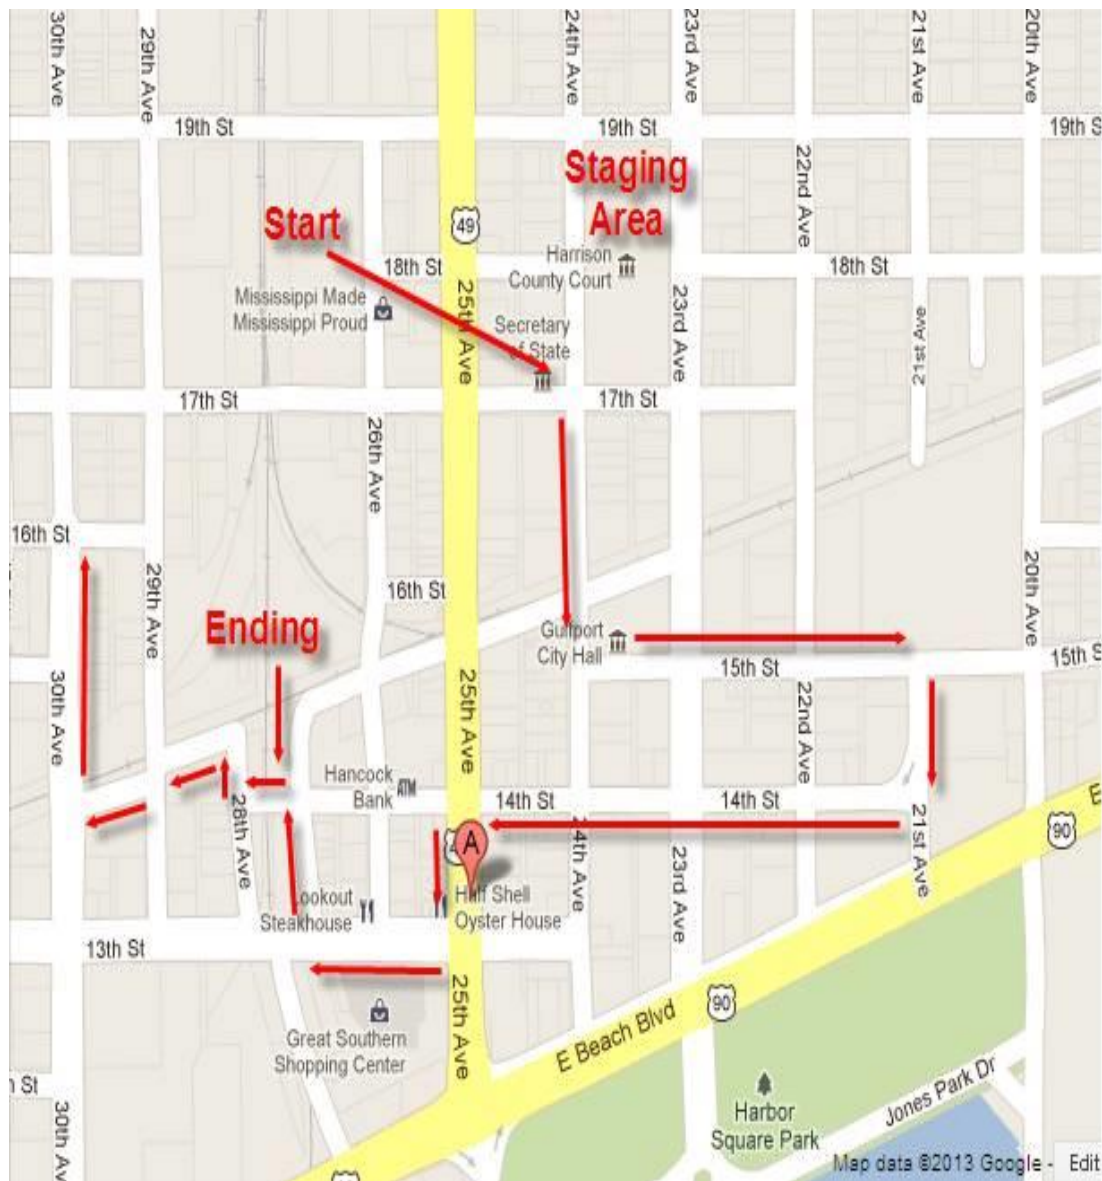 30th Ave
29th Ave
24th Ave
23rd Ave
21st Ave
20th Ave
19th St
19th St
19th S
Staging
Area
22nd Ave
Start
49
18th St
Harrison
County Court
18th St
25th Ave
Mississippi Made
Mississippi Proud
23rd Ave
21st Ave
Secretary
of State
17th St
17th St
26th Ave
16th St
29th Ave
16th St
20th Ave
Ending
Gulfport
City Hall
15th St
15th S
30th Ave
25th Ave
22nd Ave
Hancock
Bank
ATM
14th St
14th St
28th Ave
21st Ave
E
90
A
24th Ave
23rd Ave
Lookout
Steakhouse
Half Shell
Oyster House
13th St
25th Ave
90
E Beach Blvd
Great Southern
Shopping Center
St
30th Av
Harbor
Square Park
Jones Park Dr
Map data ©2013 Google - Edit